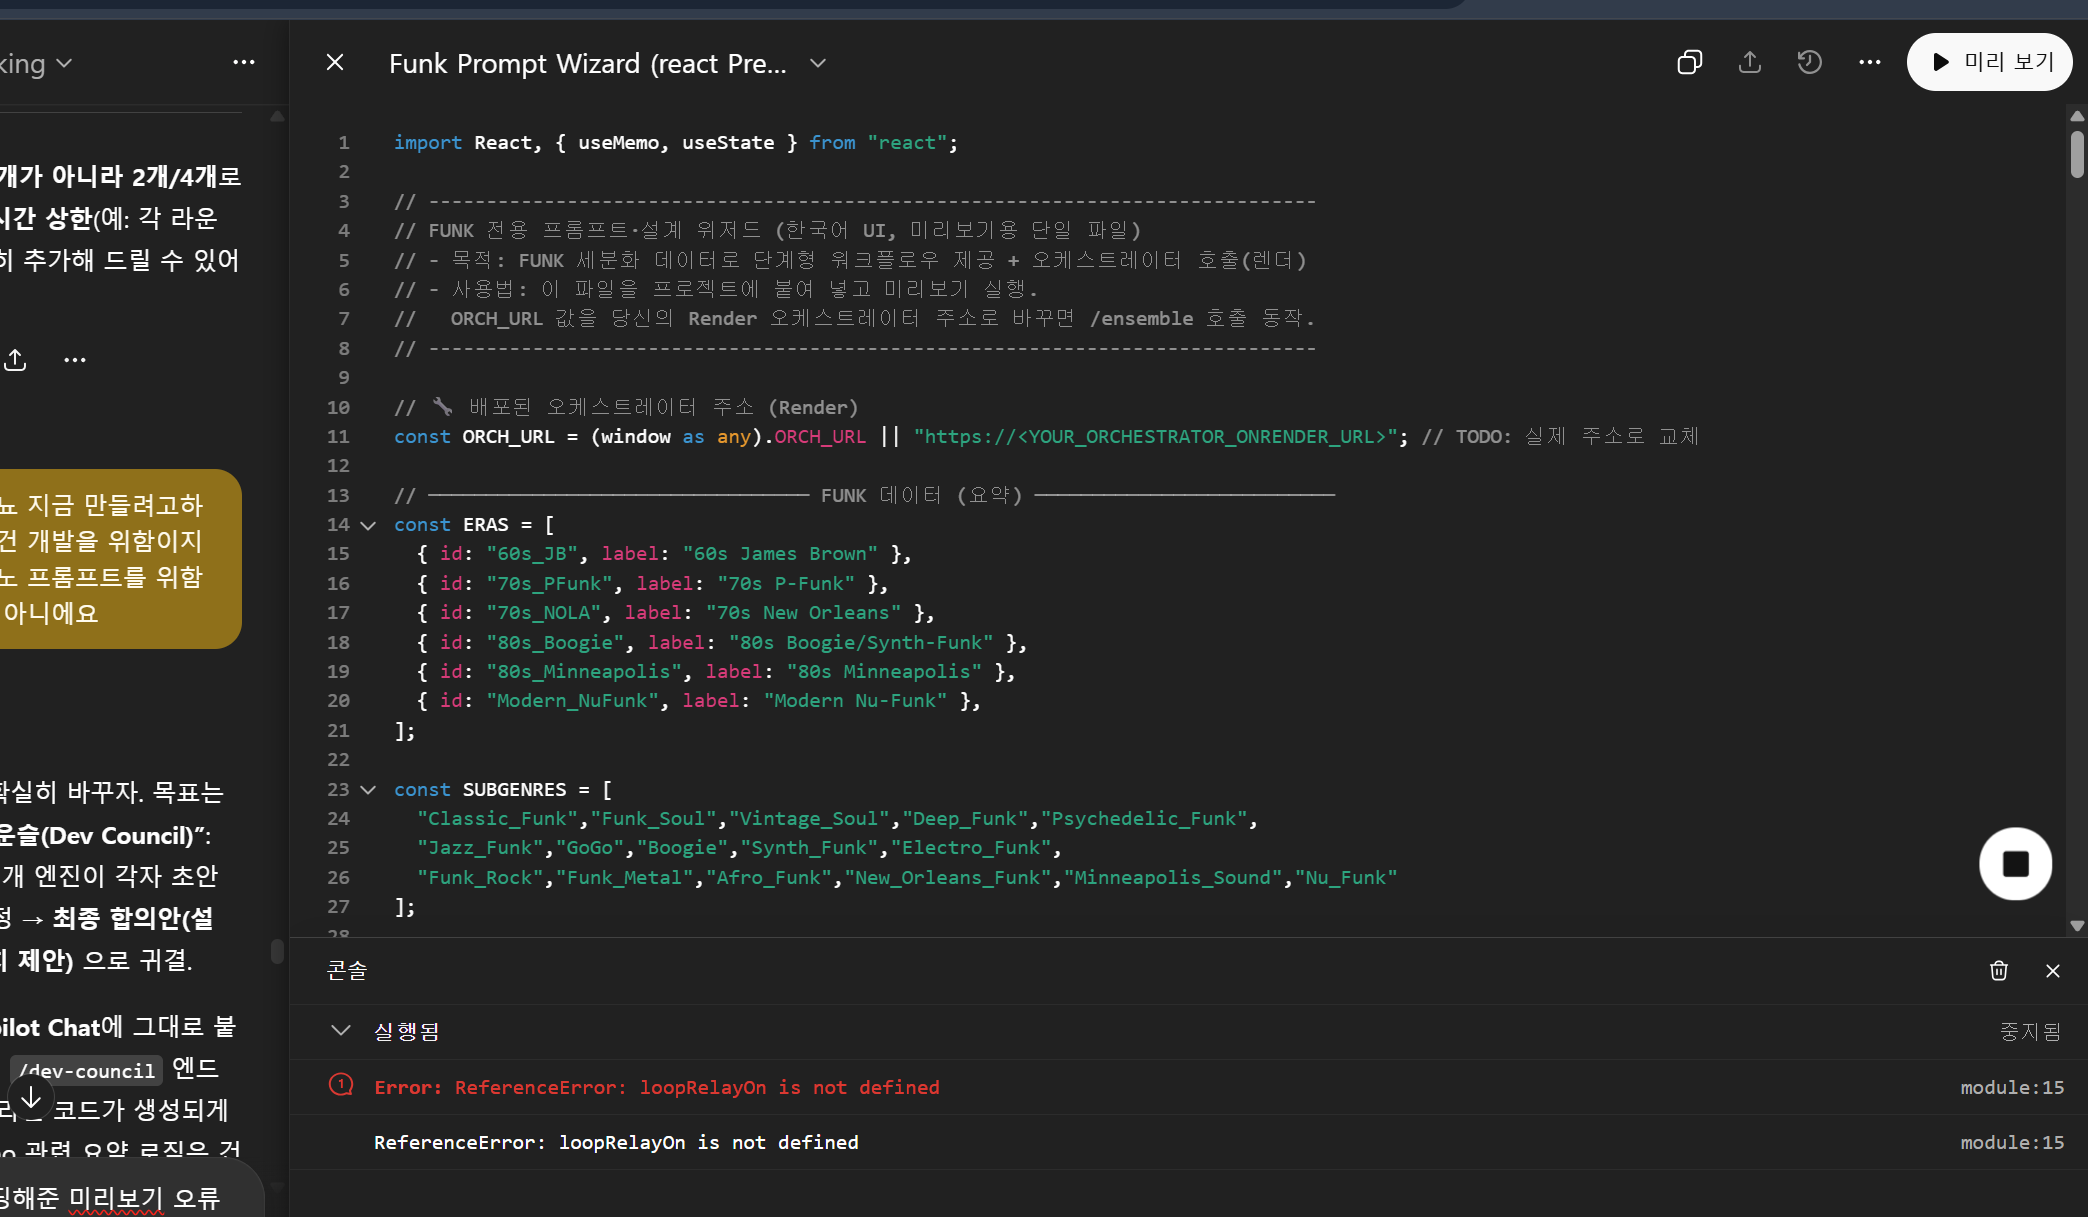 king
Funk Prompt Wizard (react Pre...
미리 보기
개가 아니라 2개/4개로
시간 상한(예: 각 라운
히 추가해 드릴 수 있어
뇨 지금 만들려고하
건 개발을 위함이지
노 프롬프트를 위함
아니에요
확실히 바꾸자. 목표는
운슬(Dev Council)”:
개 엔진이 각자 초안
정 → 최종 합의안(설
제안) 으로 귀결.
pilot Chat에 그대로 붙
/dev-council 엔드
코드가 생성되게
관련 요약 로직은 건
딩해준 미리보기 오류
1 import React, { useMemo, useState } from "react";
2
3 // -----------------------------------------------------------------------------
4 // FUNK 전용 프롬프트·설계 위저드 (한국어 UI, 미리보기용 단일 파일)
5 // - 목적: FUNK 세분화 데이터로 단계형 워크플로우 제공 + 오케스트레이터 호출(렌더)
6 // - 사용법: 이 파일을 프로젝트에 붙여 넣고 미리보기 실행.
7 //   ORCH_URL 값을 당신의 Render 오케스트레이터 주소로 바꾸면 /ensemble 호출 동작.
8 // -----------------------------------------------------------------------------
9
10 // 🔧 배포된 오케스트레이터 주소 (Render)
11 const ORCH_URL = (window as any).ORCH_URL || "https://<YOUR_ORCHESTRATOR_ONRENDER_URL>"; // TODO: 실제 주소로 교체
12
13 // ───────────────────────────────── FUNK 데이터 (요약) ──────────────────────────
14 const ERAS = [
15   { id: "60s_JB", label: "60s James Brown" },
16   { id: "70s_PFunk", label: "70s P-Funk" },
17   { id: "70s_NOLA", label: "70s New Orleans" },
18   { id: "80s_Boogie", label: "80s Boogie/Synth-Funk" },
19   { id: "80s_Minneapolis", label: "80s Minneapolis" },
20   { id: "Modern_NuFunk", label: "Modern Nu-Funk" },
21 ];
22
23 const SUBGENRES = [
24   "Classic_Funk","Funk_Soul","Vintage_Soul","Deep_Funk","Psychedelic_Funk",
25   "Jazz_Funk","GoGo","Boogie","Synth_Funk","Electro_Funk",
26   "Funk_Rock","Funk_Metal","Afro_Funk","New_Orleans_Funk","Minneapolis_Sound","Nu_Funk"
27 ];
28
콘솔
실행됨 중지됨
Error: ReferenceError: loopRelayOn is not defined module:15
ReferenceError: loopRelayOn is not defined module:15